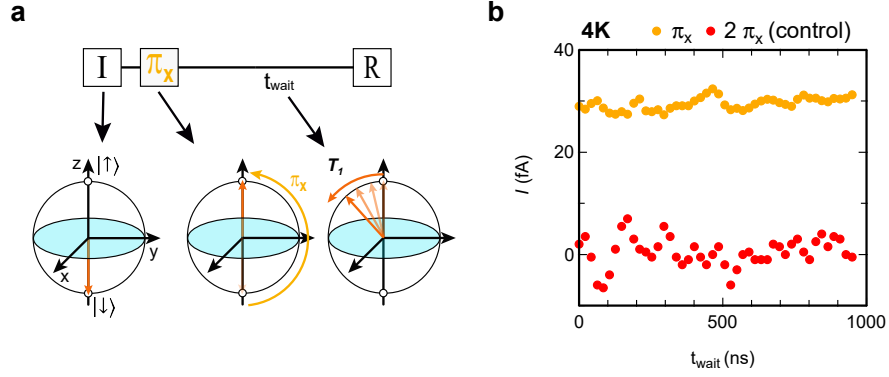 a
I
πx
R
twait
z
|↑⟩
y
x
|↓⟩
πx
T1
b
4K
πx
2 πx (control)
40
20
0
I (fA)
0
500
1000
twait (ns)